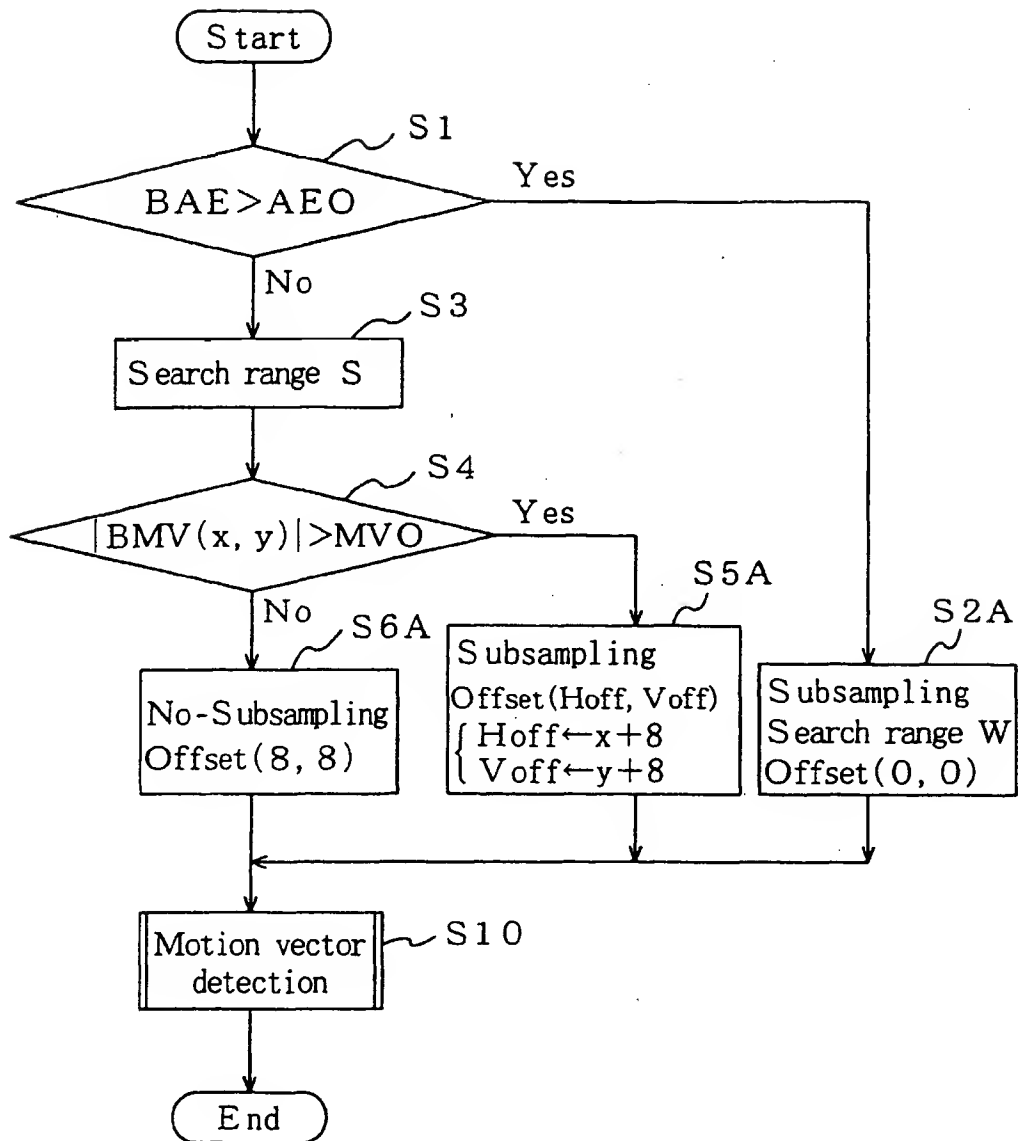 Start
S1
BAE>AEO
Yes
No
S3
Search range S
S4
|BMV(x, y)|>MVO
Yes
No
S6A
No-Subsampling
Offset(8, 8)
S5A
Subsampling
Offset(Hoff, Voff)
Hoff←x+8
Voff←y+8
S2A
Subsampling
Search range W
Offset(0, 0)
Motion vector
detection
S10
End